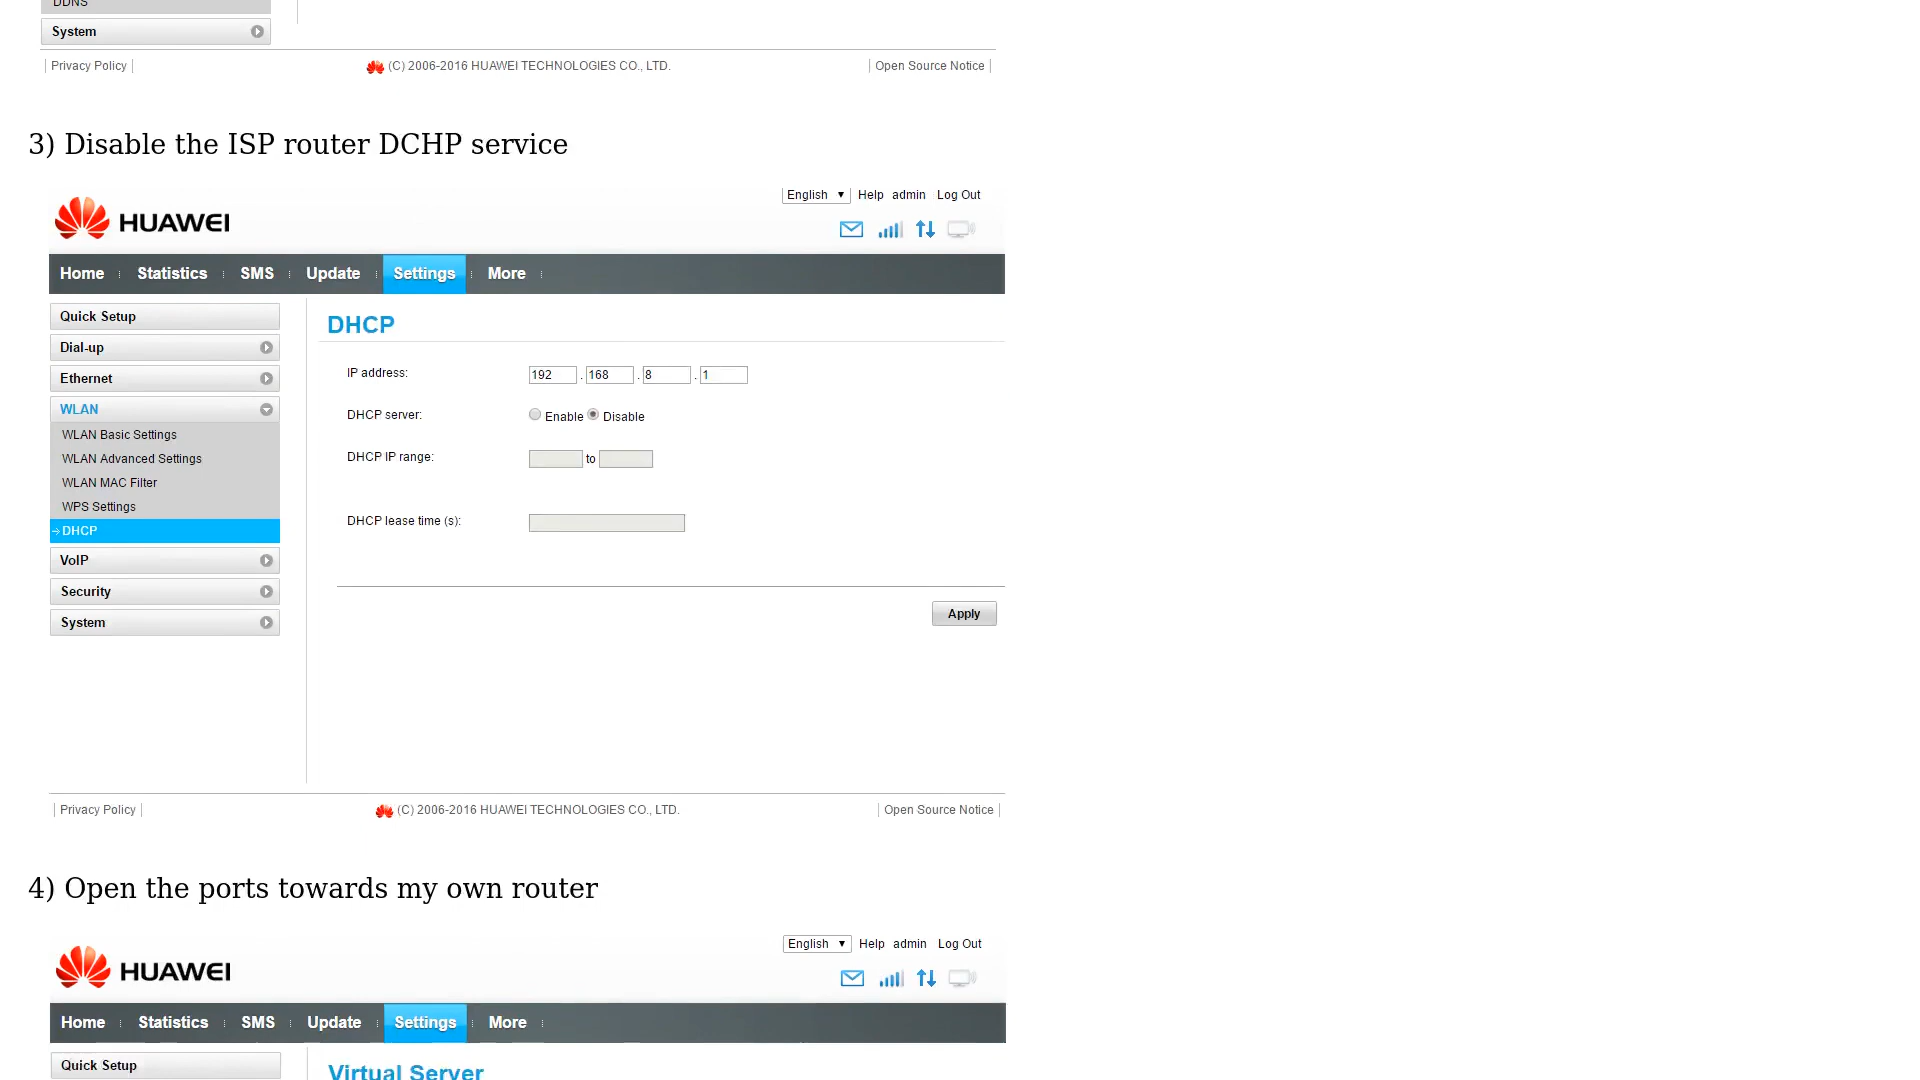 DDNS
System
Privacy Policy (C) 2006-2016 HUAWEI TECHNOLOGIES CO., LTD. Open Source Notice
3) Disable the ISP router DCHP service
English Help admin Log Out
HUAWEI
Home Statistics SMS Update Settings More
Quick Setup
Dial-up
Ethernet
WLAN
WLAN Basic Settings
WLAN Advanced Settings
WLAN MAC Filter
WPS Settings
DHCP
VoIP
Security
System
DHCP
IP address: 192 . 168 . 8 . 1
DHCP server: Enable Disable
DHCP IP range: to
DHCP lease time (s):
Apply
Privacy Policy (C) 2006-2016 HUAWEI TECHNOLOGIES CO., LTD. Open Source Notice
4) Open the ports towards my own router
English Help admin Log Out
HUAWEI
Home Statistics SMS Update Settings More
Quick Setup
Virtual Server